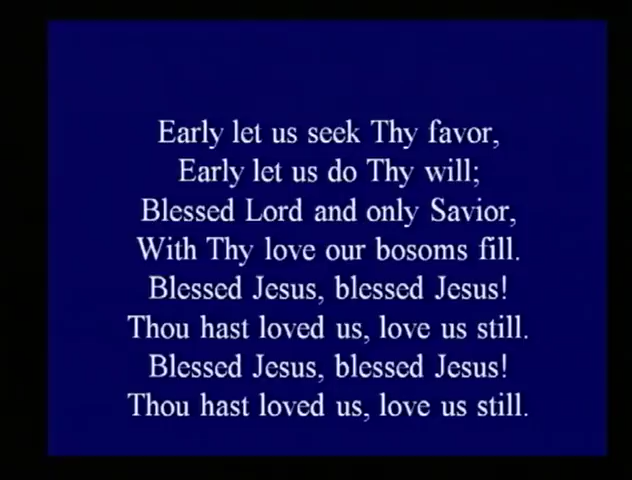 Early let us seek Thy favor,
Early let us do Thy will;
Blessed Lord and only Savior,
With Thy love our bosoms fill.
Blessed Jesus, blessed Jesus!
Thou hast loved us, love us still.
Blessed Jesus, blessed Jesus!
Thou hast loved us, love us still.